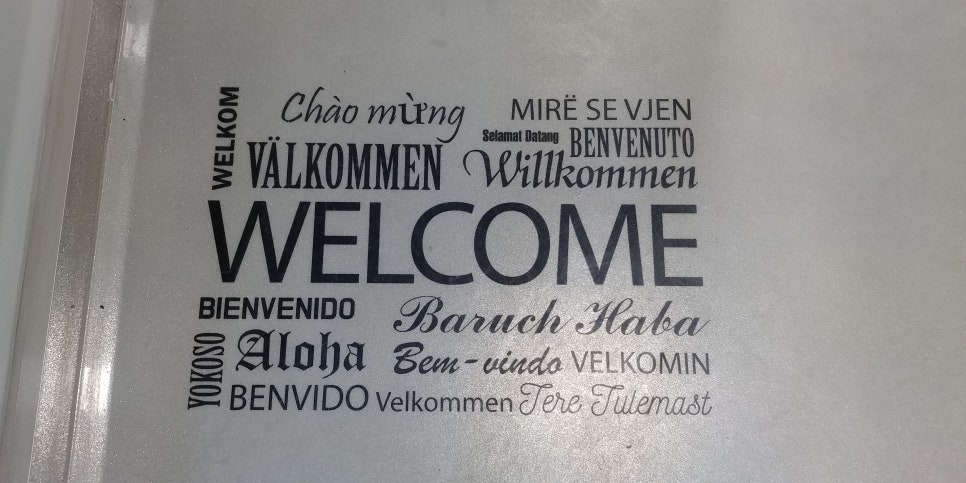 WELKOM
Chào mừng
MIRË SE VJEN
Selamat Datang
BENVENUTO
VÄLKOMMEN
Willkommen
WELCOME
BIENVENIDO
Baruch Haba
YOKOSO
Aloha
Bem-vindo
VELKOMIN
BENVIDO
Velkommen
Tere Tulemast